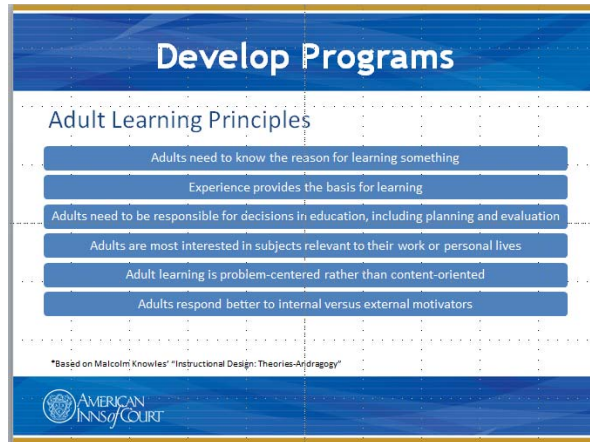 Develop Programs
Adult Learning Principles
Adults need to know the reason for learning something
Experience provides the basis for learning
Adults need to be responsible for decisions in education, including planning and evaluation
Adults are most interested in subjects relevant to their work or personal lives
Adult learning is problem-centered rather than content-oriented
Adults respond better to internal versus external motivators
*Based on Malcolm Knowles' "Instructional Design: Theories-Andragogy"
AMERICAN
INNS of COURT